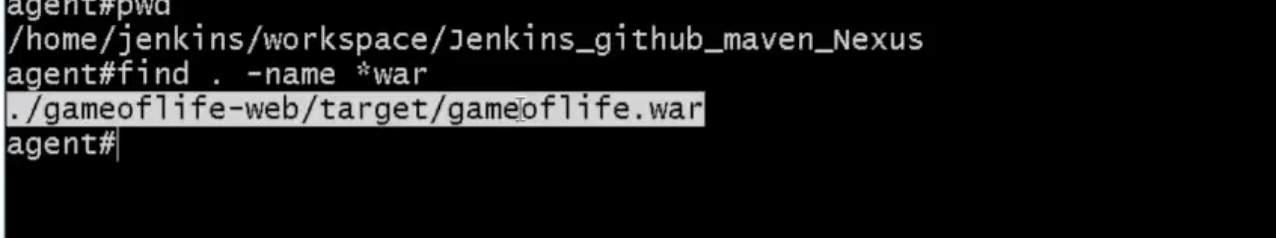 agent#pwd
/home/jenkins/workspace/Jenkins_github_maven_Nexus
agent#find . -name *war
./gameoflife-web/target/gameoflife.war
agent#